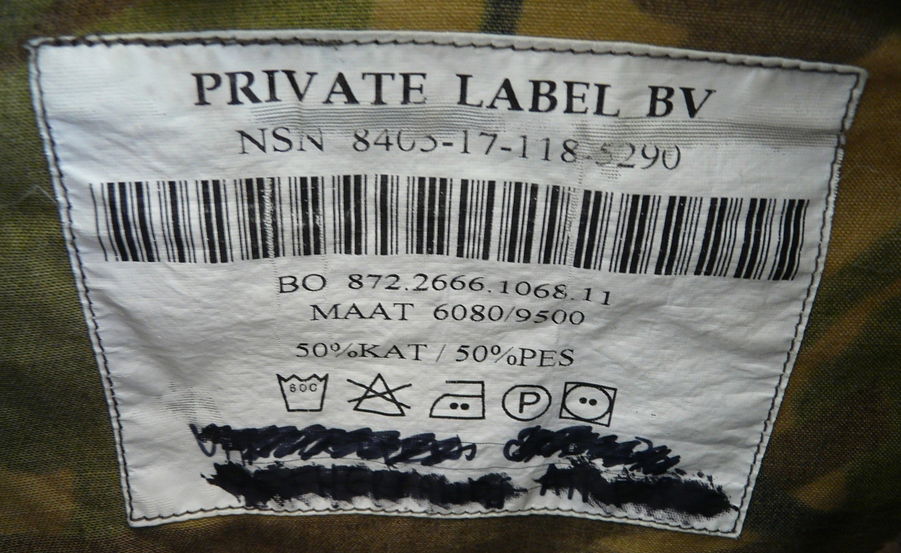 PRIVATE LABEL BV
NSN 8405-17-118-5290
BO 872.2666.1068.11
MAAT 6080/9500
50%KAT / 50%PES
60C
P